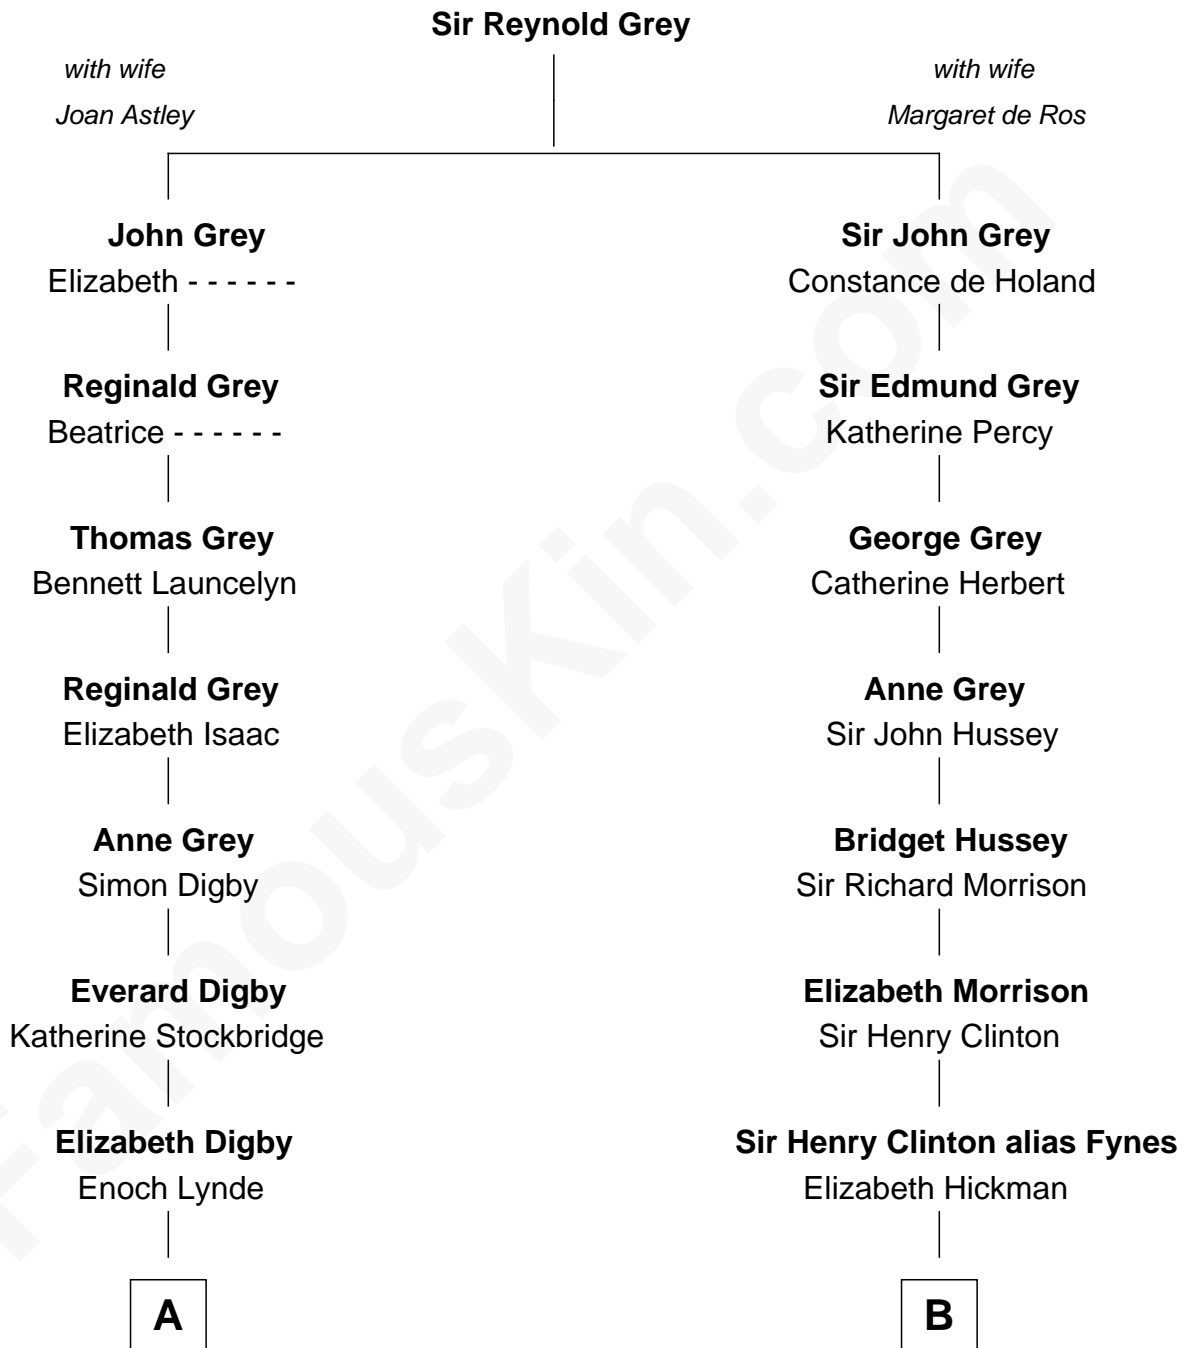 Sir Reynold Grey
with wife
Joan Astley
with wife
Margaret de Ros
John Grey
Elizabeth - - - - - -
Sir John Grey
Constance de Holand
Reginald Grey
Beatrice - - - - - -
Sir Edmund Grey
Katherine Percy
Thomas Grey
Bennett Launcelyn
George Grey
Catherine Herbert
Reginald Grey
Elizabeth Isaac
Anne Grey
Sir John Hussey
Anne Grey
Simon Digby
Bridget Hussey
Sir Richard Morrison
Everard Digby
Katherine Stockbridge
Elizabeth Morrison
Sir Henry Clinton
Elizabeth Digby
Enoch Lynde
Sir Henry Clinton alias Fynes
Elizabeth Hickman
A
B
FamousKin.com